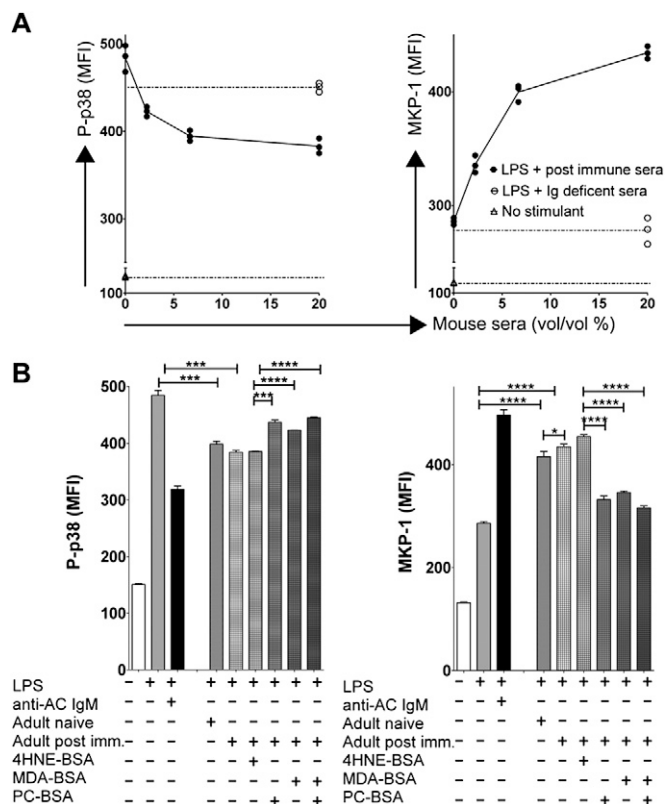 A
P-p38 (MFI)
500
400
300
200
100
0 5 10 15 20
MKP-1 (MFI)
400
300
200
100
0 5 10 15 20
LPS + post immune sera
LPS + Ig deficent sera
No stimulant
Mouse sera (vol/vol %)
B
P-p38 (MFI)
500
400
300
200
100
0
*** ****
*** ****
***
MKP-1 (MFI)
400
200
0
**** ****
**** ****
* ****
LPS - + + + + + + + +
anti-AC IgM - - + - - - - - -
Adult naive - - - + - - - - -
Adult post imm. - - - - + + + + +
4HNE-BSA - - - - - + - - -
MDA-BSA - - - - - - - + +
PC-BSA - - - - - - + - +
- + + + + + + + + LPS
- - + - - - - - - anti-AC IgM
- - - + - - - - - Adult naive
- - - - + + + + + Adult post imm.
- - - - - + - - - 4HNE-BSA
- - - - - - - + + MDA-BSA
- - - - - - + - + PC-BSA